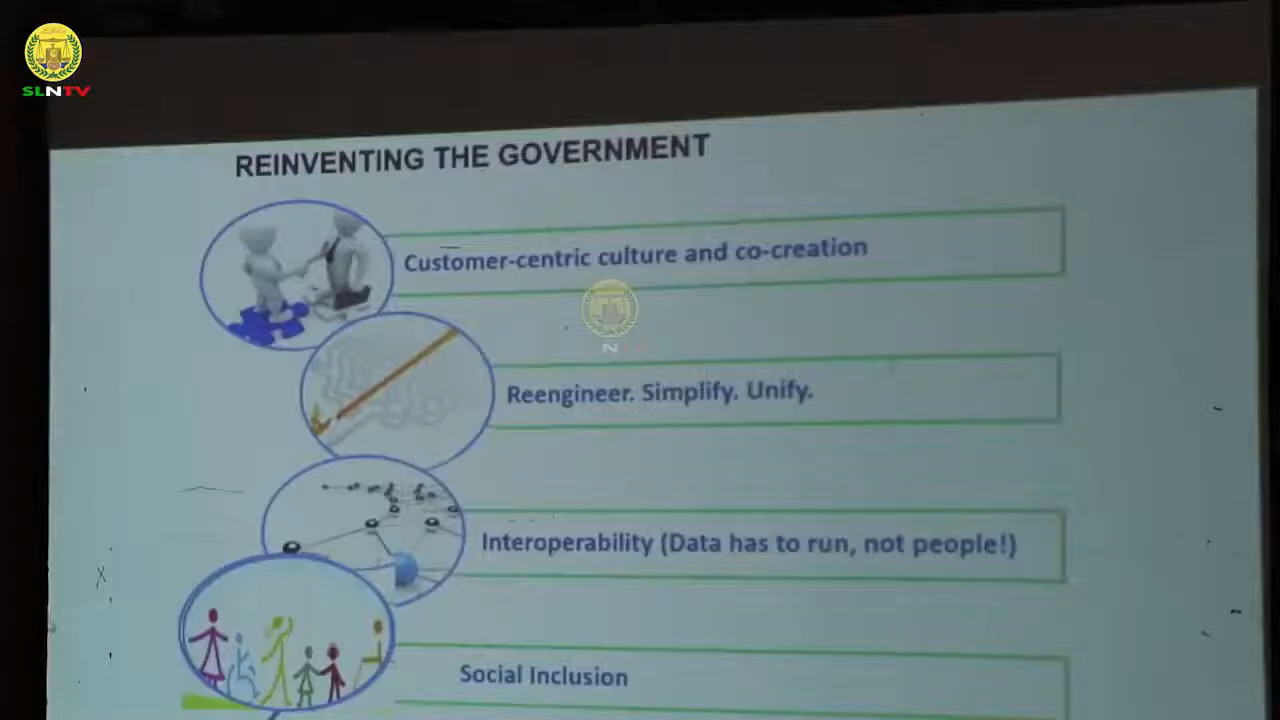 SLNTV
REINVENTING THE GOVERNMENT
Customer-centric culture and co-creation
Reengineer. Simplify. Unify.
Interoperability (Data has to run, not people!)
Social Inclusion